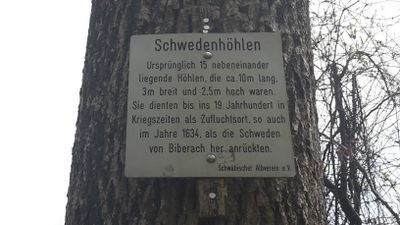 Schwedenhöhlen
Ursprünglich 15 nebeneinander
liegende Höhlen, die ca.10m lang,
3m breit und 2,5m hoch waren.
Sie dienten bis ins 19. Jahrhundert in
Kriegszeiten als Zufluchtsort, so auch
im Jahre 1634, als die Schweden
von Biberach her anrückten.
Schwäbischer Albverein e.V.